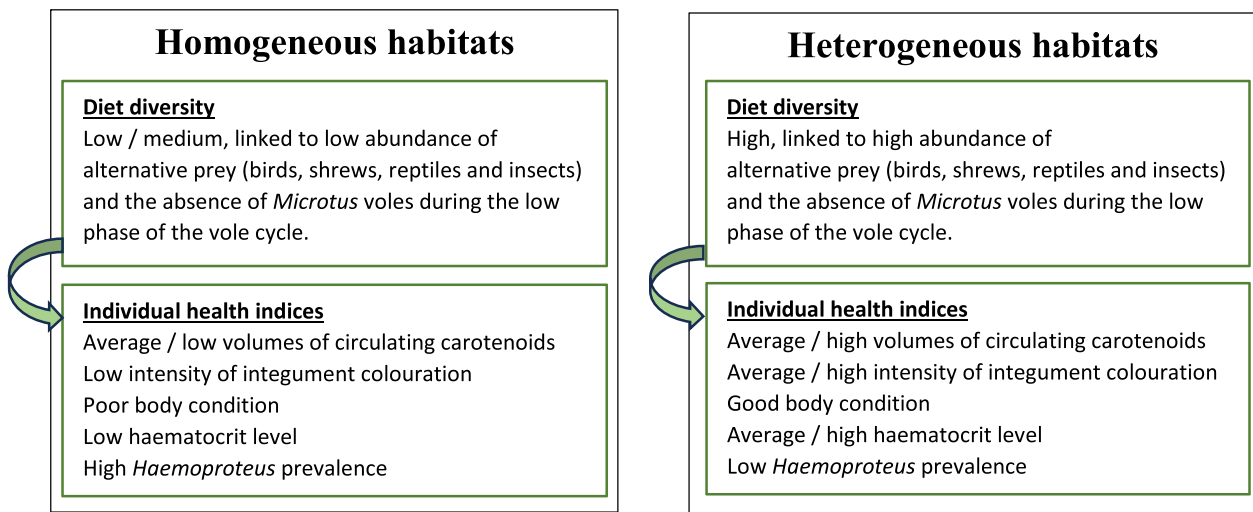 Homogeneous habitats
Diet diversity
Low / medium, linked to low abundance of
alternative prey (birds, shrews, reptiles and insects)
and the absence of Microtus voles during the low
phase of the vole cycle.
Individual health indices
Average / low volumes of circulating carotenoids
Low intensity of integument colouration
Poor body condition
Low haematocrit level
High Haemoproteus prevalence
Heterogeneous habitats
Diet diversity
High, linked to high abundance of
alternative prey (birds, shrews, reptiles and insects)
and the absence of Microtus voles during the low
phase of the vole cycle.
Individual health indices
Average / high volumes of circulating carotenoids
Average / high intensity of integument colouration
Good body condition
Average / high haematocrit level
Low Haemoproteus prevalence